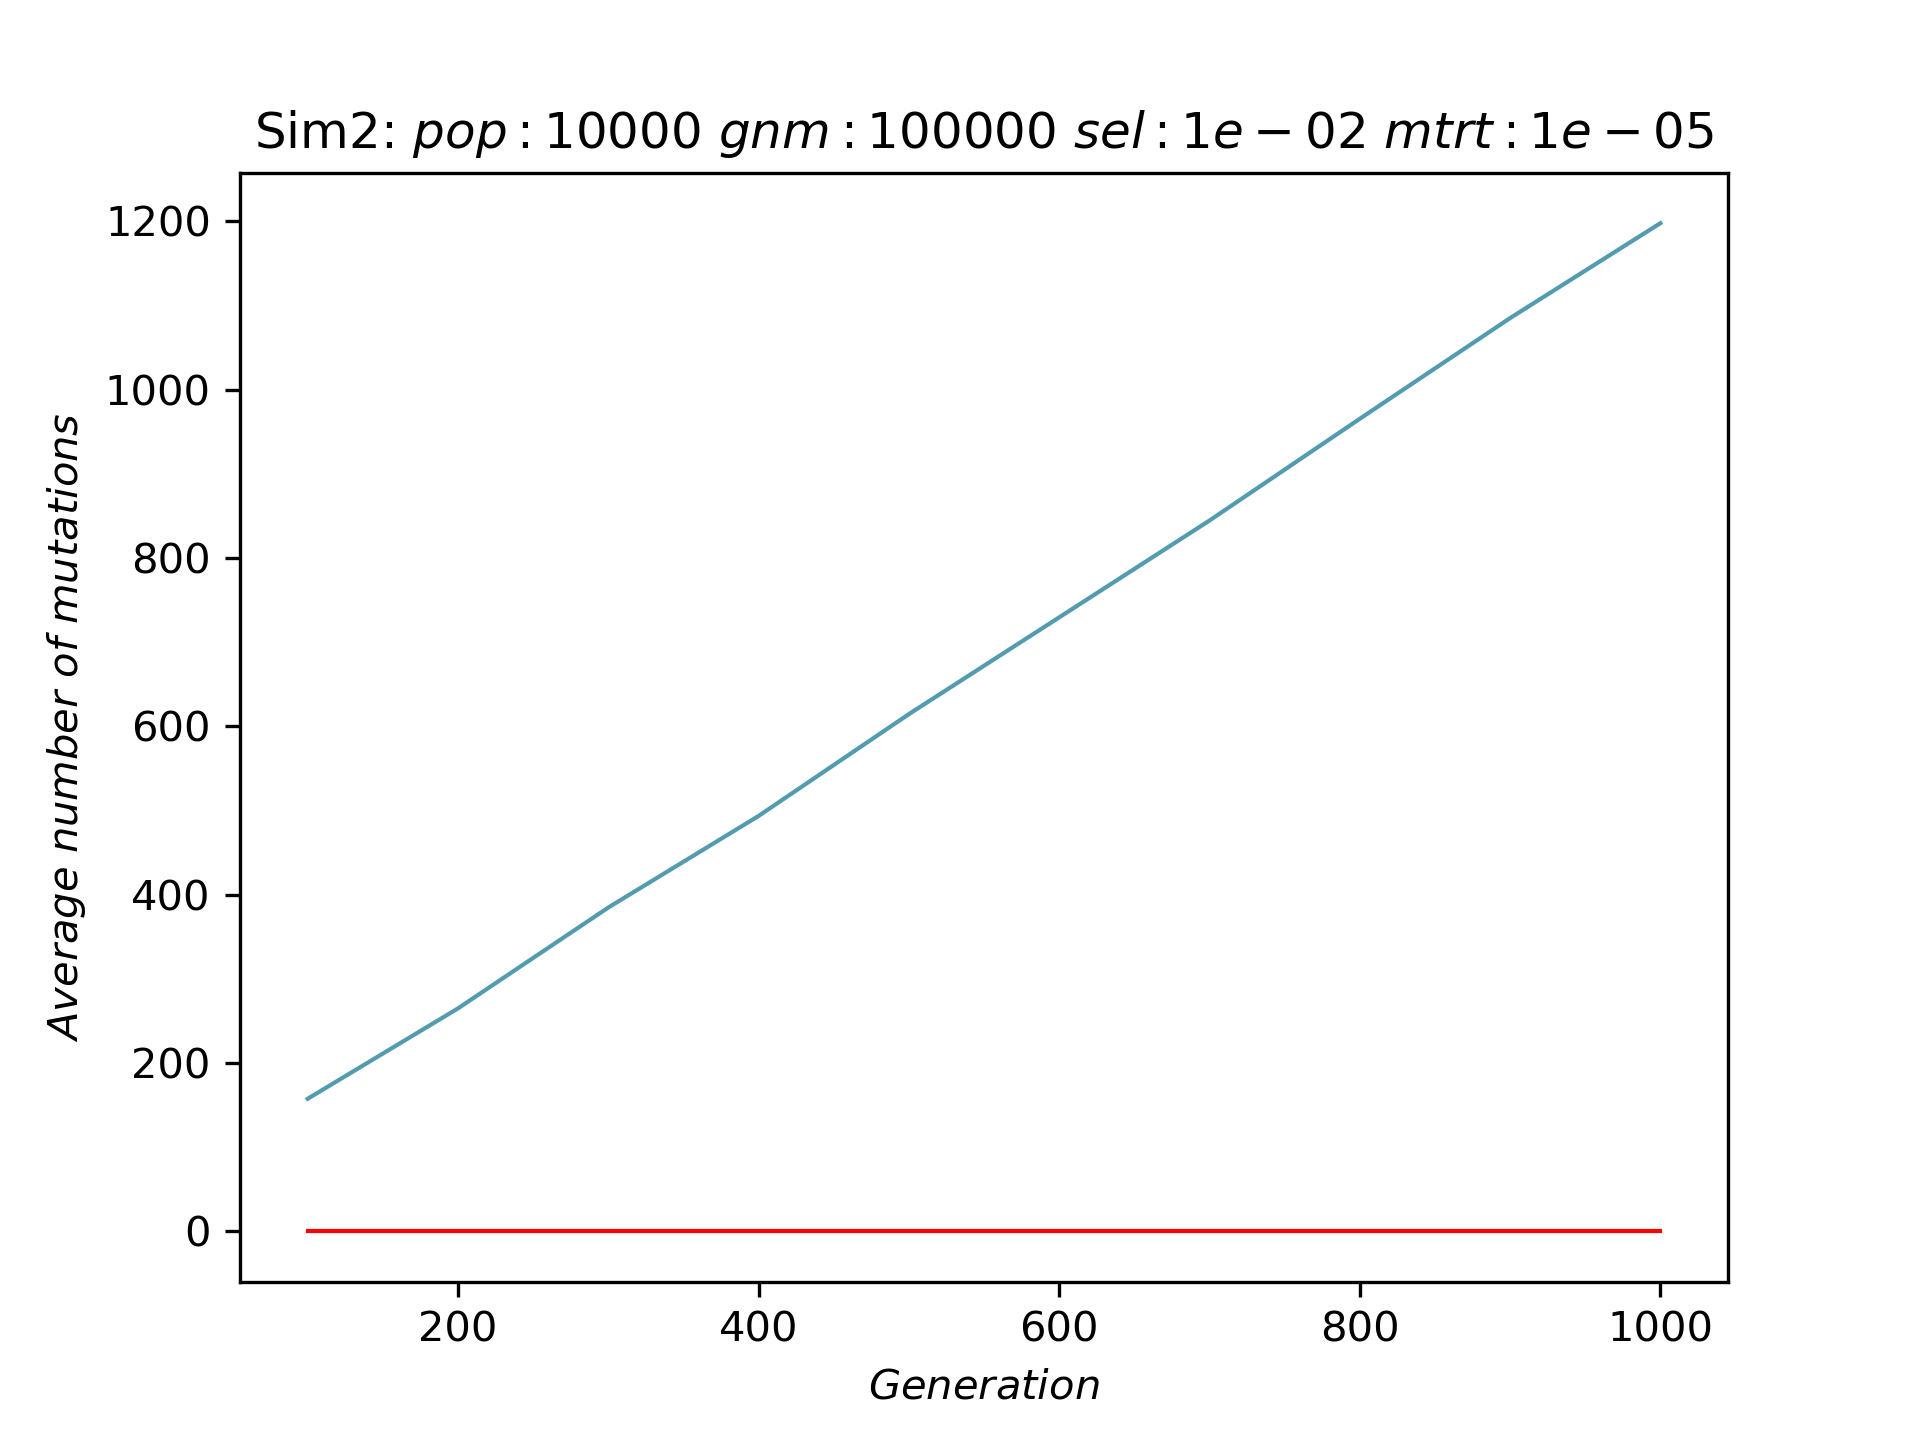 Sim2: pop : 10000 gnm : 100000 sel : 1e − 02 mtrt : 1e − 05
1200
1000
800
600
400
200
0
Average number of mutations
200 400 600 800 1000
Generation